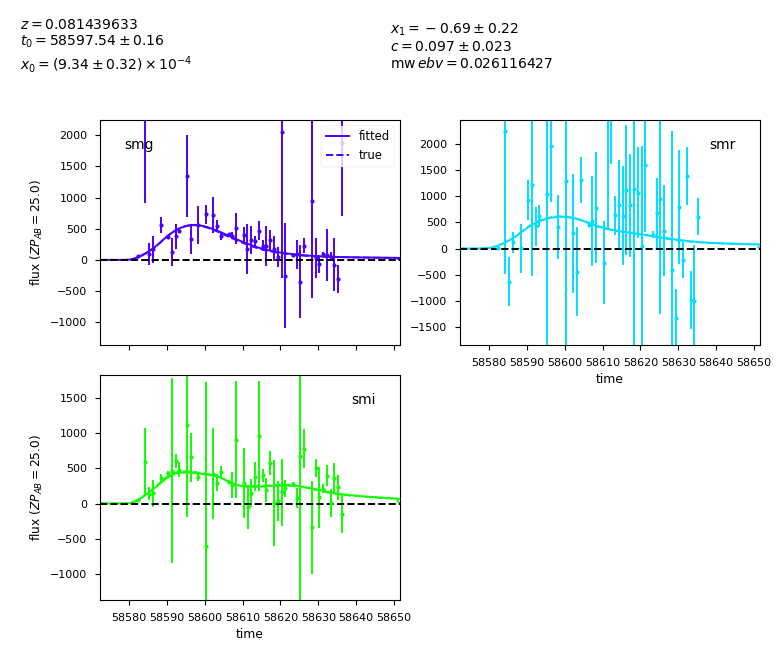 z = 0.081439633
t₀ = 58597.54 ± 0.16
x₀ = (9.34 ± 0.32) × 10⁻⁴
x₁ = −0.69 ± 0.22
c = 0.097 ± 0.023
mw ebv = 0.026116427
smg
fitted
true
2000
1500
1000
500
0
−500
−1000
flux (ZP_AB = 25.0)
smr
2000
1500
1000
500
0
−500
−1000
−1500
58580 58590 58600 58610 58620 58630 58640 58650
time
smi
1500
1000
500
0
−500
−1000
flux (ZP_AB = 25.0)
58580 58590 58600 58610 58620 58630 58640 58650
time